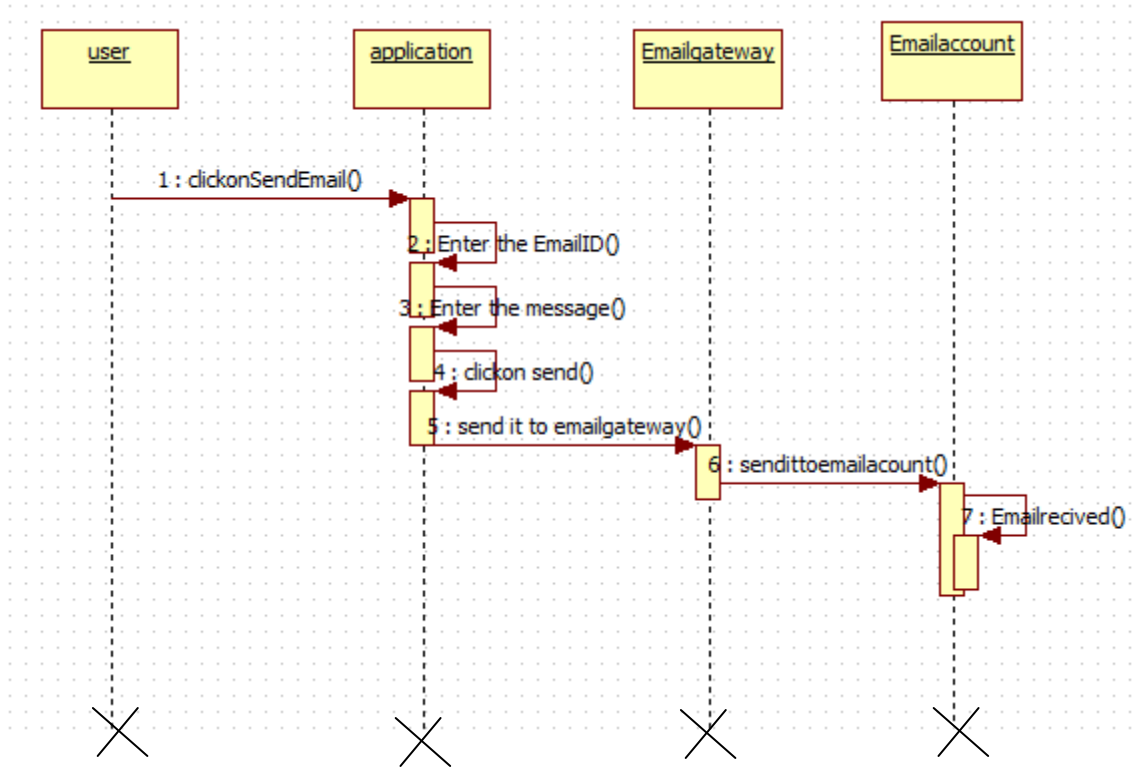 user
application
Emailgateway
Emailaccount
1 : clickonSendEmail()
2 : Enter the EmailID()
3 : Enter the message()
4 : clickon send()
5 : send it to emailgateway()
6 : sendittoemailacount()
7 : Emailrecived()